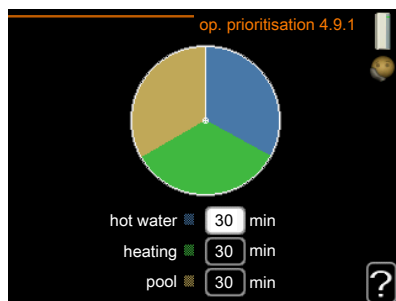 op. prioritisation 4.9.1
hot water 30 min
heating 30 min
pool 30 min
?